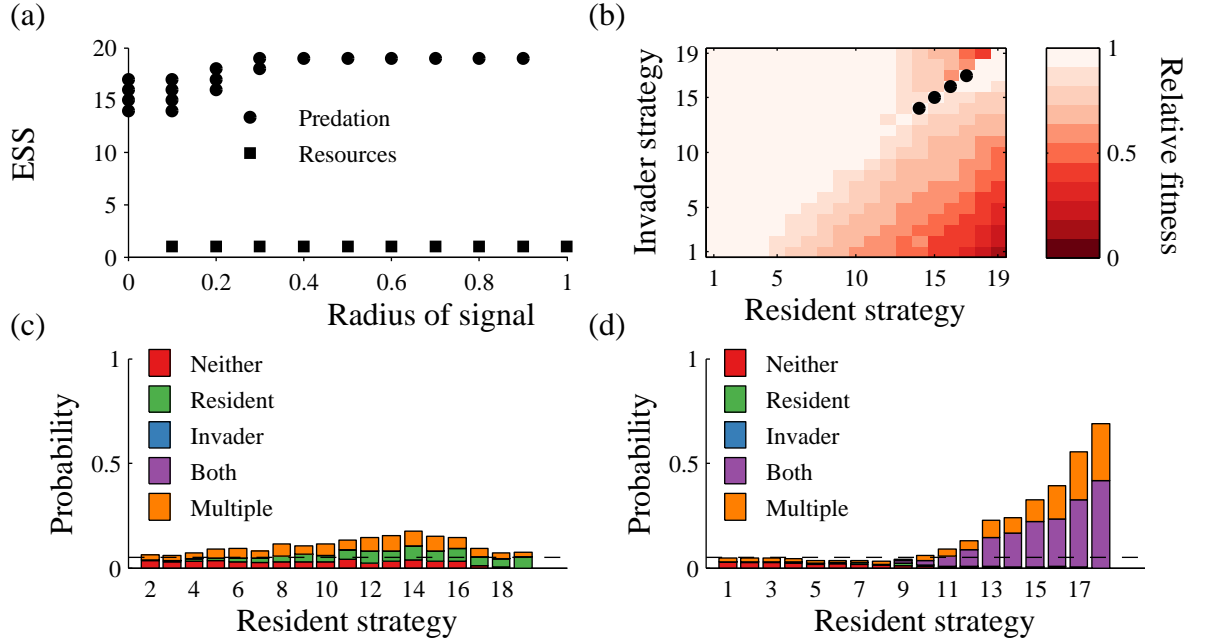 (a)
20
15
10
5
0
ESS
Predation
Resources
0 0.2 0.4 0.6 0.8 1
Radius of signal
(b)
19
15
10
5
1
Invader strategy
1 5 10 15 19
Resident strategy
1
0.5
0
Relative fitness
(c)
1
0.5
0
Probability
Neither
Resident
Invader
Both
Multiple
2 4 6 8 10 12 14 16 18
Resident strategy
(d)
1
0.5
0
Probability
Neither
Resident
Invader
Both
Multiple
1 3 5 7 9 11 13 15 17
Resident strategy